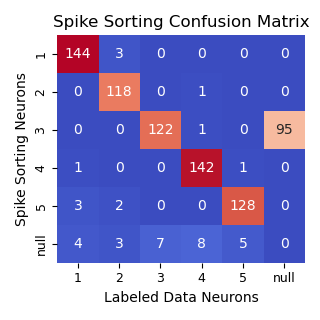 Spike Sorting Confusion Matrix
Spike Sorting Neurons
1 144 3 0 0 0 0
2 0 118 0 1 0 0
3 0 0 122 1 0 95
4 1 0 0 142 1 0
5 3 2 0 0 128 0
null 4 3 7 8 5 0
1 2 3 4 5 null
Labeled Data Neurons